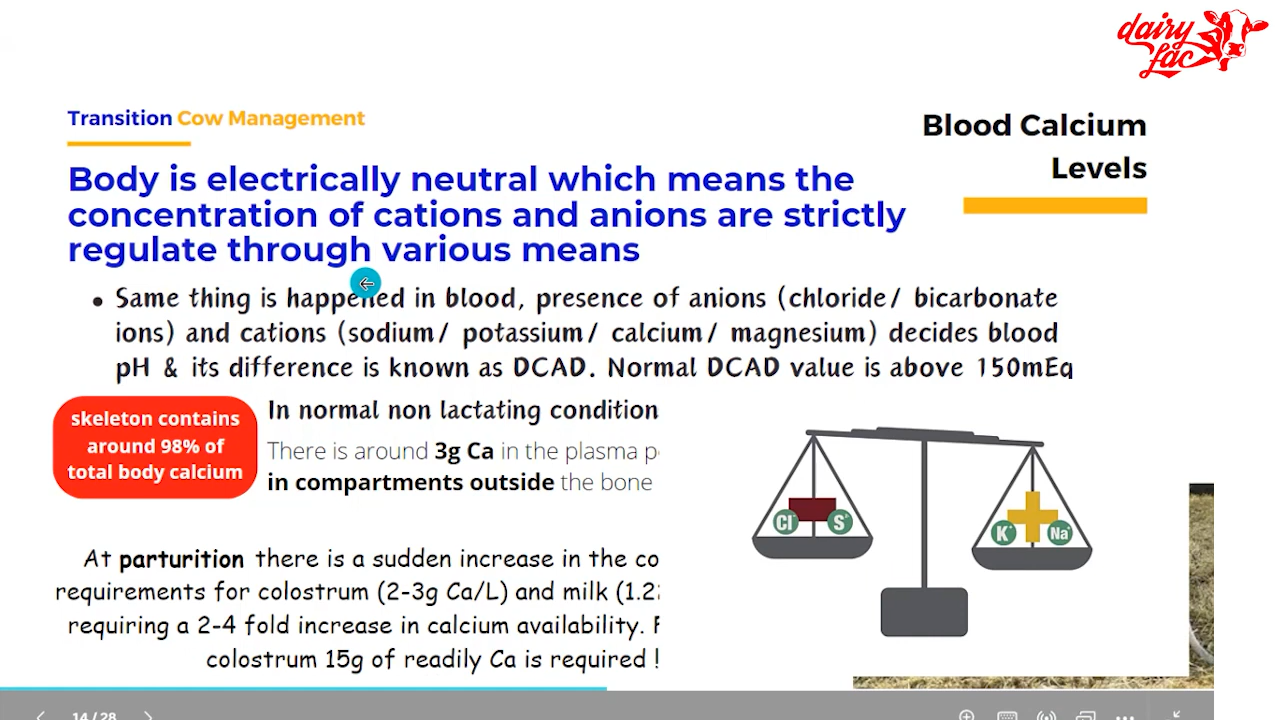 dairy
lac
Transition Cow Management
Blood Calcium
Levels
Body is electrically neutral which means the
concentration of cations and anions are strictly
regulate through various means
• Same thing is happened in blood, presence of anions (chloride/ bicarbonate
ions) and cations (sodium/ potassium/ calcium/ magnesium) decides blood
pH & its difference is known as DCAD. Normal DCAD value is above 150mEq
skeleton contains
around 98% of
total body calcium
In normal non lactating condition
There is around 3g Ca in the plasma
in compartments outside the bone
At parturition there is a sudden increase in the co
requirements for colostrum (2-3g Ca/L) and milk (1.2
requiring a 2-4 fold increase in calcium availability.
colostrum 15g of readily Ca is required !
Cl⁻ S⁻
K⁺ Na⁺
14 / 28